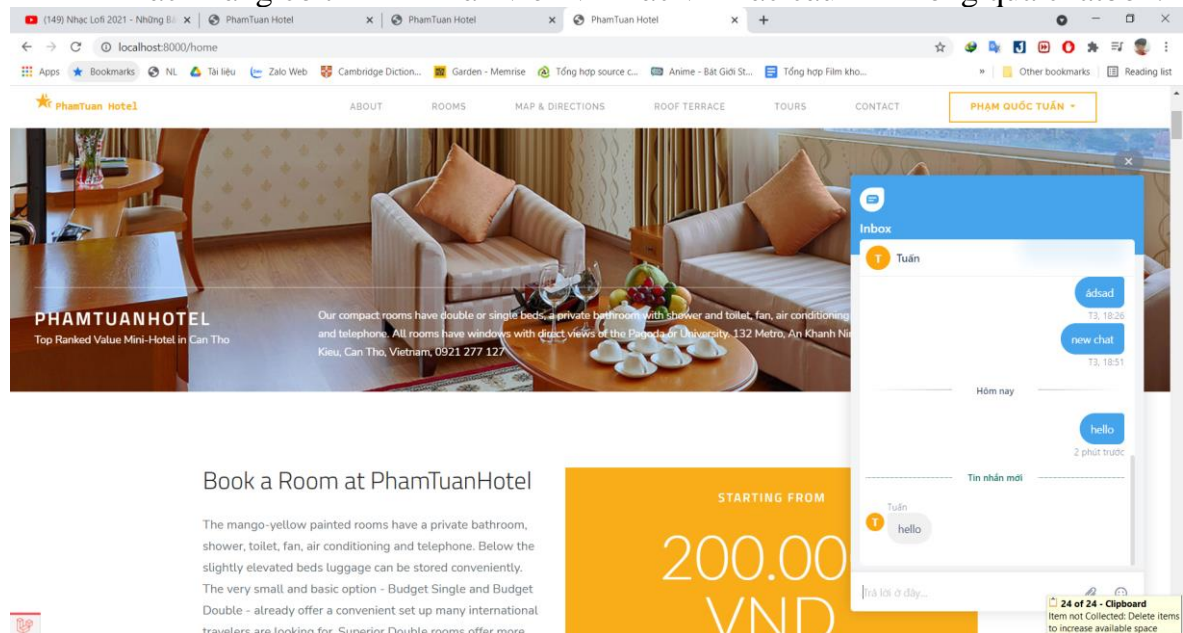 (149) Nhạc Lofi 2021 - Những Bả
PhamTuan Hotel
PhamTuan Hotel
PhamTuan Hotel
localhost:8000/home
Apps
Bookmarks
NL
Tài liệu
Zalo Web
Cambridge Diction...
Garden - Memrise
Tổng hợp source c...
Anime - Bát Giới St...
Tổng hợp Film kho...
»
Other bookmarks
Reading list
PhamTuan Hotel
ABOUT
ROOMS
MAP & DIRECTIONS
ROOF TERRACE
TOURS
CONTACT
PHẠM QUỐC TUẤN
Inbox
T
Tuấn
ádsad
T3, 18:26
new chat
T3, 18:51
Hôm nay
hello
2 phút trước
Tin nhắn mới
Tuấn
T
hello
Trả lời ở đây...
PHAMTUANHOTEL
Top Ranked Value Mini-Hotel in Can Tho
Our compact rooms have double or single beds, a private bathroom with shower and toilet, fan, air conditioning
and telephone. All rooms have windows with direct views of the Pagoda or University. 132 Metro, An Khanh Nin
Kieu, Can Tho, Vietnam, 0921 277 127
Book a Room at PhamTuanHotel
The mango-yellow painted rooms have a private bathroom,
shower, toilet, fan, air conditioning and telephone. Below the
slightly elevated beds luggage can be stored conveniently.
The very small and basic option - Budget Single and Budget
Double - already offer a convenient set up many international
travelers are looking for. Superior Double rooms offer more
STARTING FROM
200.00
VND
24 of 24 - Clipboard
Item not Collected: Delete items
to increase available space